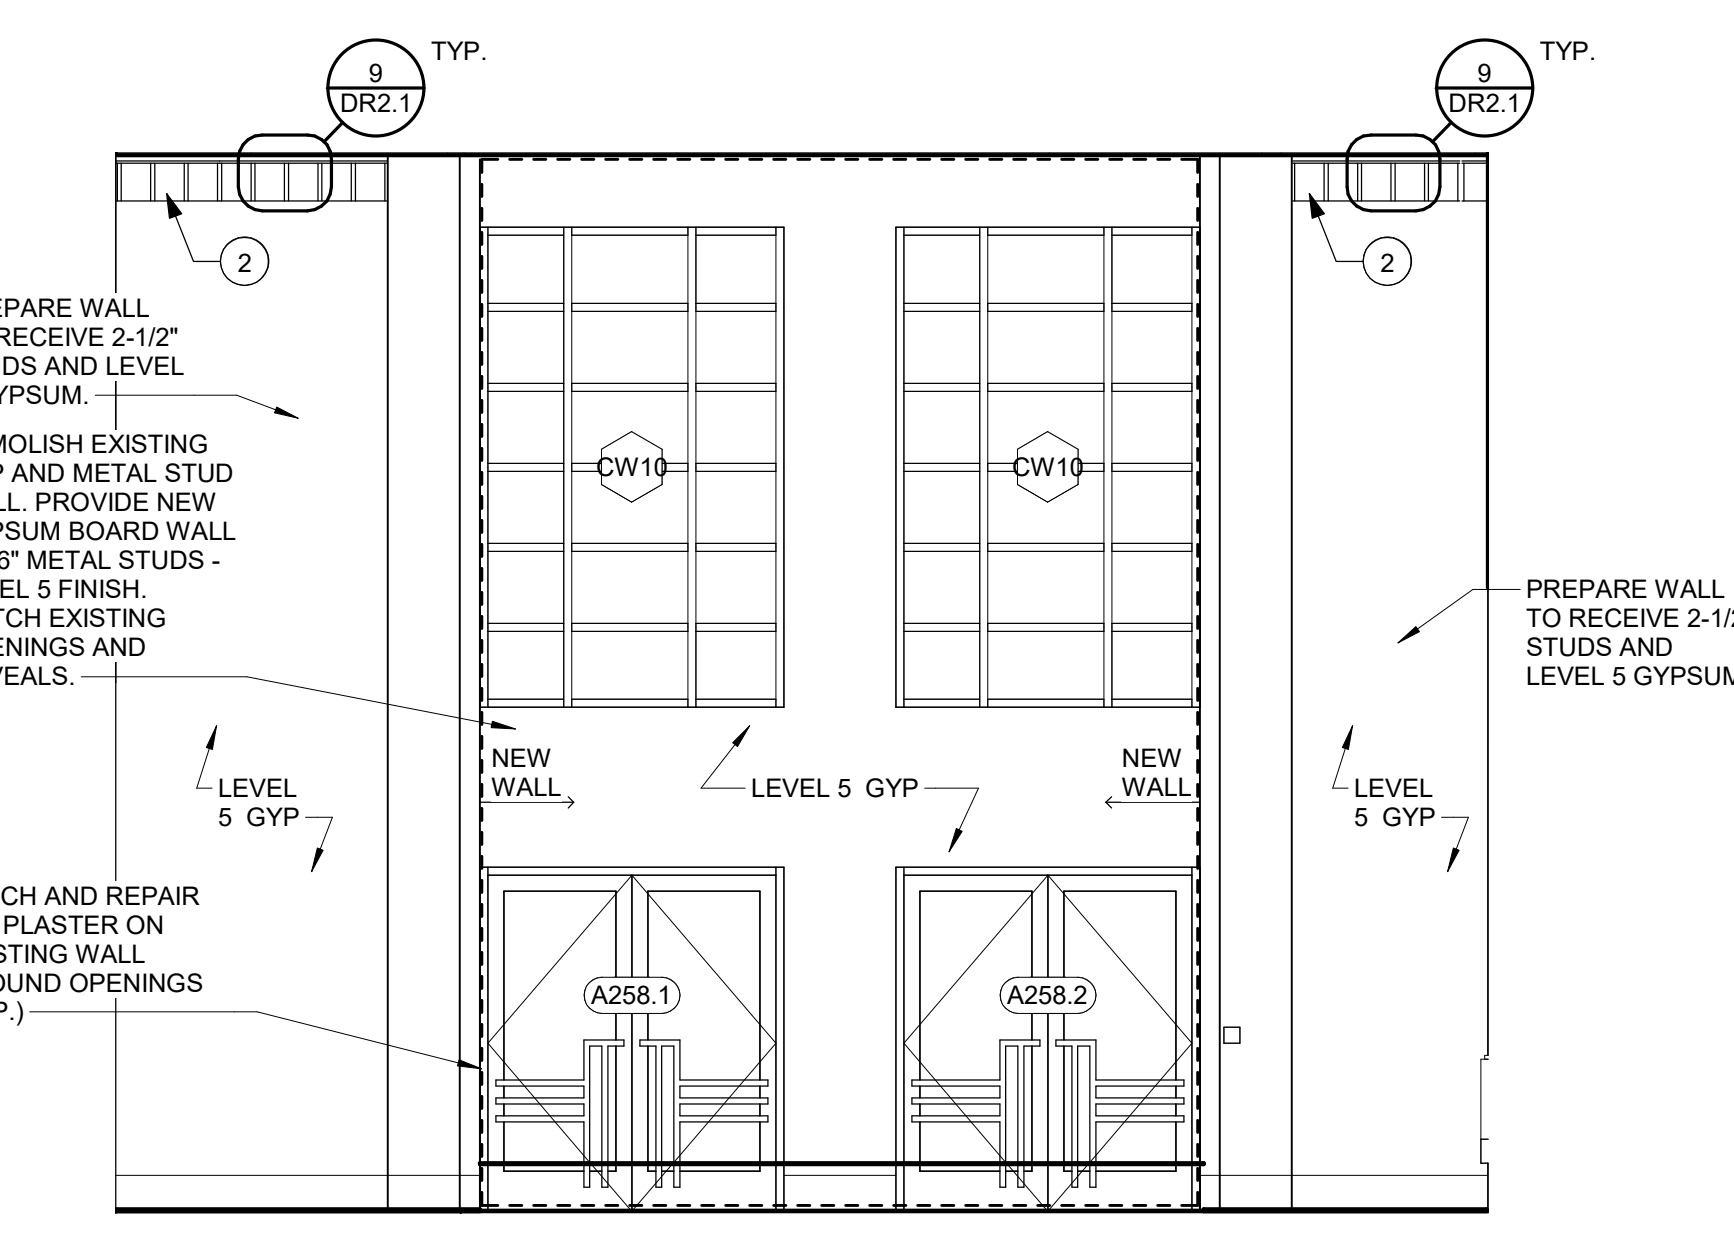 9
DR2.1
TYP.
9
DR2.1
TYP.
2
2
EPARE WALL
RECEIVE 2-1/2"
DS AND LEVEL
YPSUM.
MOLISH EXISTING
P AND METAL STUD
LL. PROVIDE NEW
PSUM BOARD WALL
6" METAL STUDS -
EL 5 FINISH.
TCH EXISTING
ENINGS AND
VEALS.
CW10
CW10
PREPARE WALL
TO RECEIVE 2-1/2
STUDS AND
LEVEL 5 GYPSUM
NEW
WALL
LEVEL 5 GYP
NEW
WALL
LEVEL
5 GYP
LEVEL
5 GYP
CH AND REPAIR
PLASTER ON
STING WALL
OUND OPENINGS
P.)
A258.1
A258.2